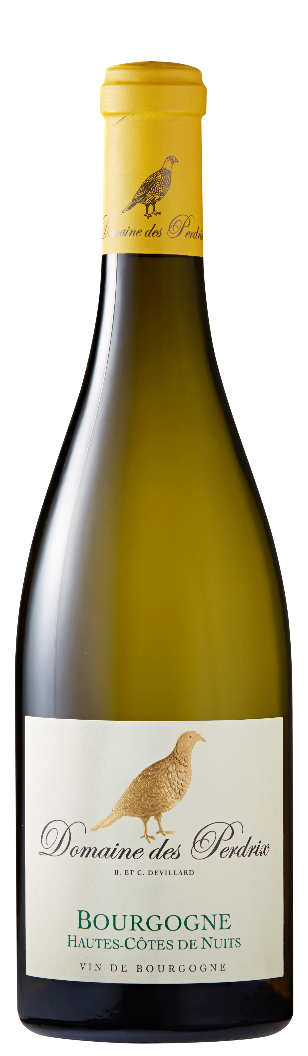 Domaine des Perdrix
Domaine des Perdrix
B. ET C. DEVILLARD
BOURGOGNE
HAUTES-CÔTES DE NUITS
VIN DE BOURGOGNE